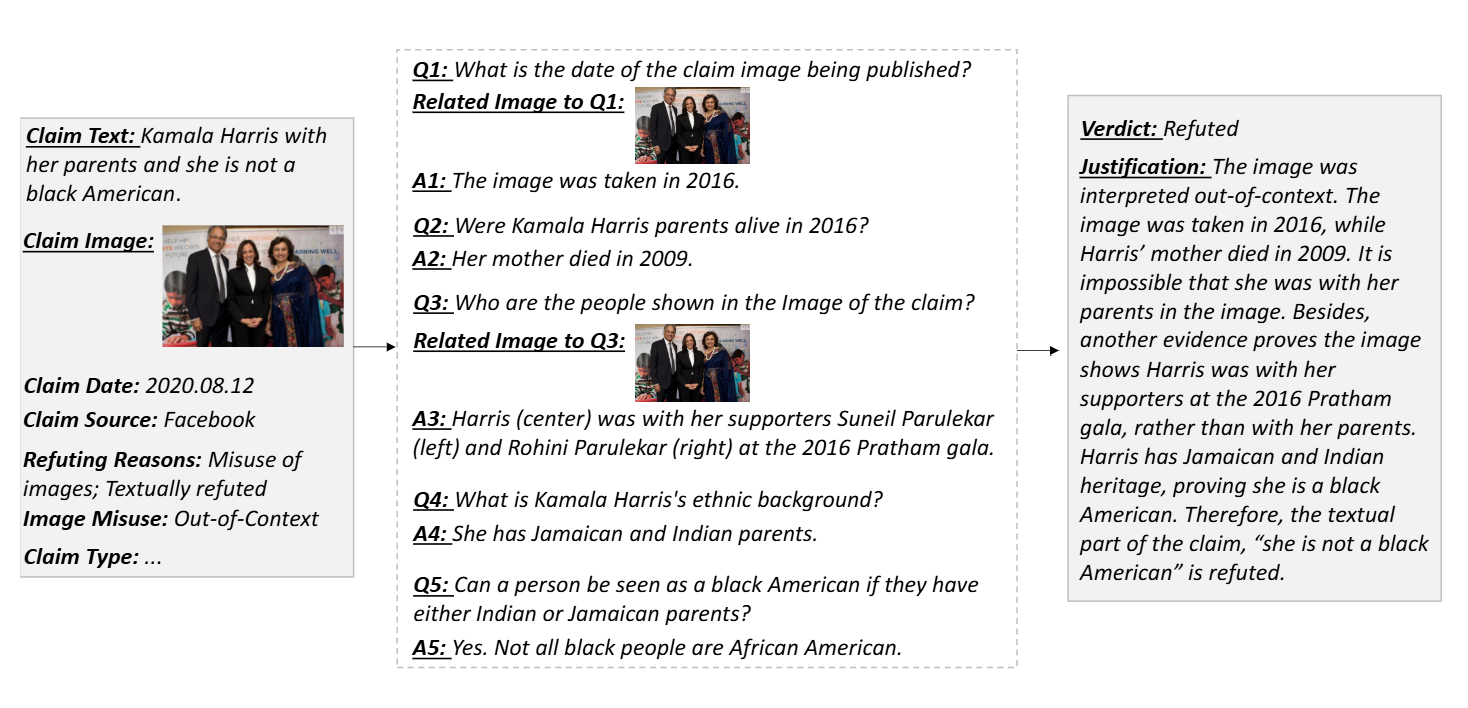 Claim Text: Kamala Harris with
her parents and she is not a
black American.
Claim Image:
Claim Date: 2020.08.12
Claim Source: Facebook
Refuting Reasons: Misuse of
images; Textually refuted
Image Misuse: Out-of-Context
Claim Type: ...
Q1: What is the date of the claim image being published?
Related Image to Q1:
A1: The image was taken in 2016.
Q2: Were Kamala Harris parents alive in 2016?
A2: Her mother died in 2009.
Q3: Who are the people shown in the Image of the claim?
Related Image to Q3:
A3: Harris (center) was with her supporters Suneil Parulekar
(left) and Rohini Parulekar (right) at the 2016 Pratham gala.
Q4: What is Kamala Harris's ethnic background?
A4: She has Jamaican and Indian parents.
Q5: Can a person be seen as a black American if they have
either Indian or Jamaican parents?
A5: Yes. Not all black people are African American.
Verdict: Refuted
Justification: The image was
interpreted out-of-context. The
image was taken in 2016, while
Harris’ mother died in 2009. It is
impossible that she was with her
parents in the image. Besides,
another evidence proves the image
shows Harris was with her
supporters at the 2016 Pratham
gala, rather than with her parents.
Harris has Jamaican and Indian
heritage, proving she is a black
American. Therefore, the textual
part of the claim, “she is not a black
American” is refuted.